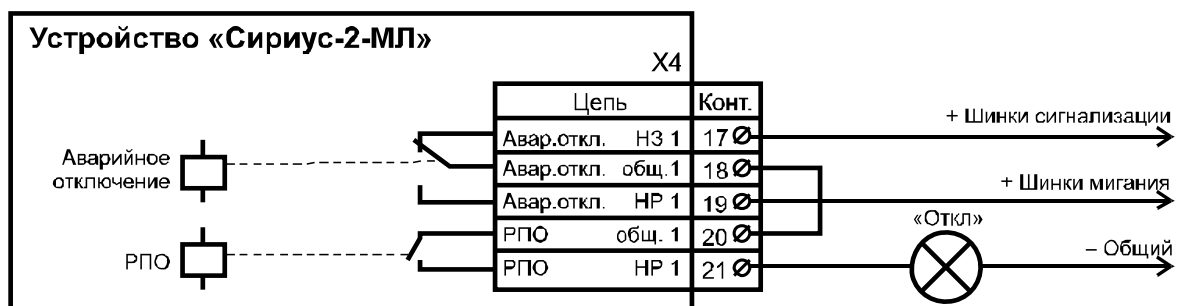 Устройство «Сириус-2-МЛ»
X4
Цепь Конт.
+ Шинки сигнализации
Авар.откл. НЗ 1 17
Аварийное
отключение
Авар.откл. общ.1 18
+ Шинки мигания
Авар.откл. НР 1 19
«Откл»
РПО общ. 1 20
– Общий
РПО
РПО НР 1 21